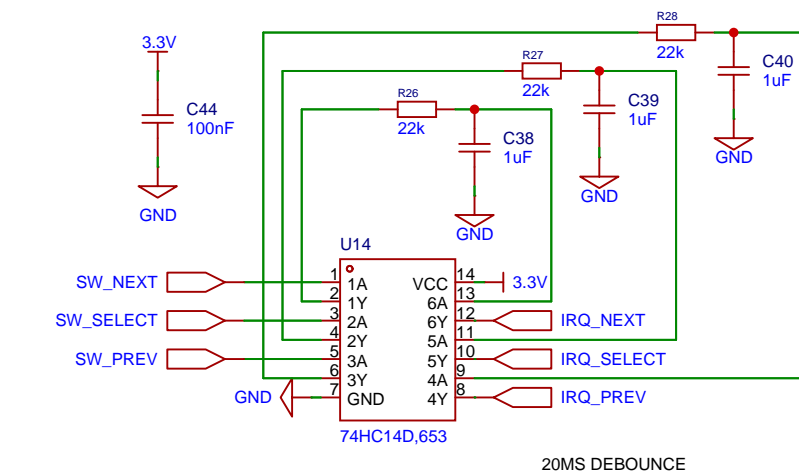 R28
22k
C40
1uF
GND
3.3V
C44
100nF
GND
R27
22k
C39
1uF
GND
R26
22k
C38
1uF
GND
U14
SW_NEXT
SW_SELECT
SW_PREV
GND
1 1A VCC 14 3.3V
2 1Y 6A 13
3 2A 6Y 12 IRQ_NEXT
4 2Y 5A 11
5 3A 5Y 10 IRQ_SELECT
6 3Y 4A 9
7 GND 4Y 8 IRQ_PREV
74HC14D,653
20MS DEBOUNCE